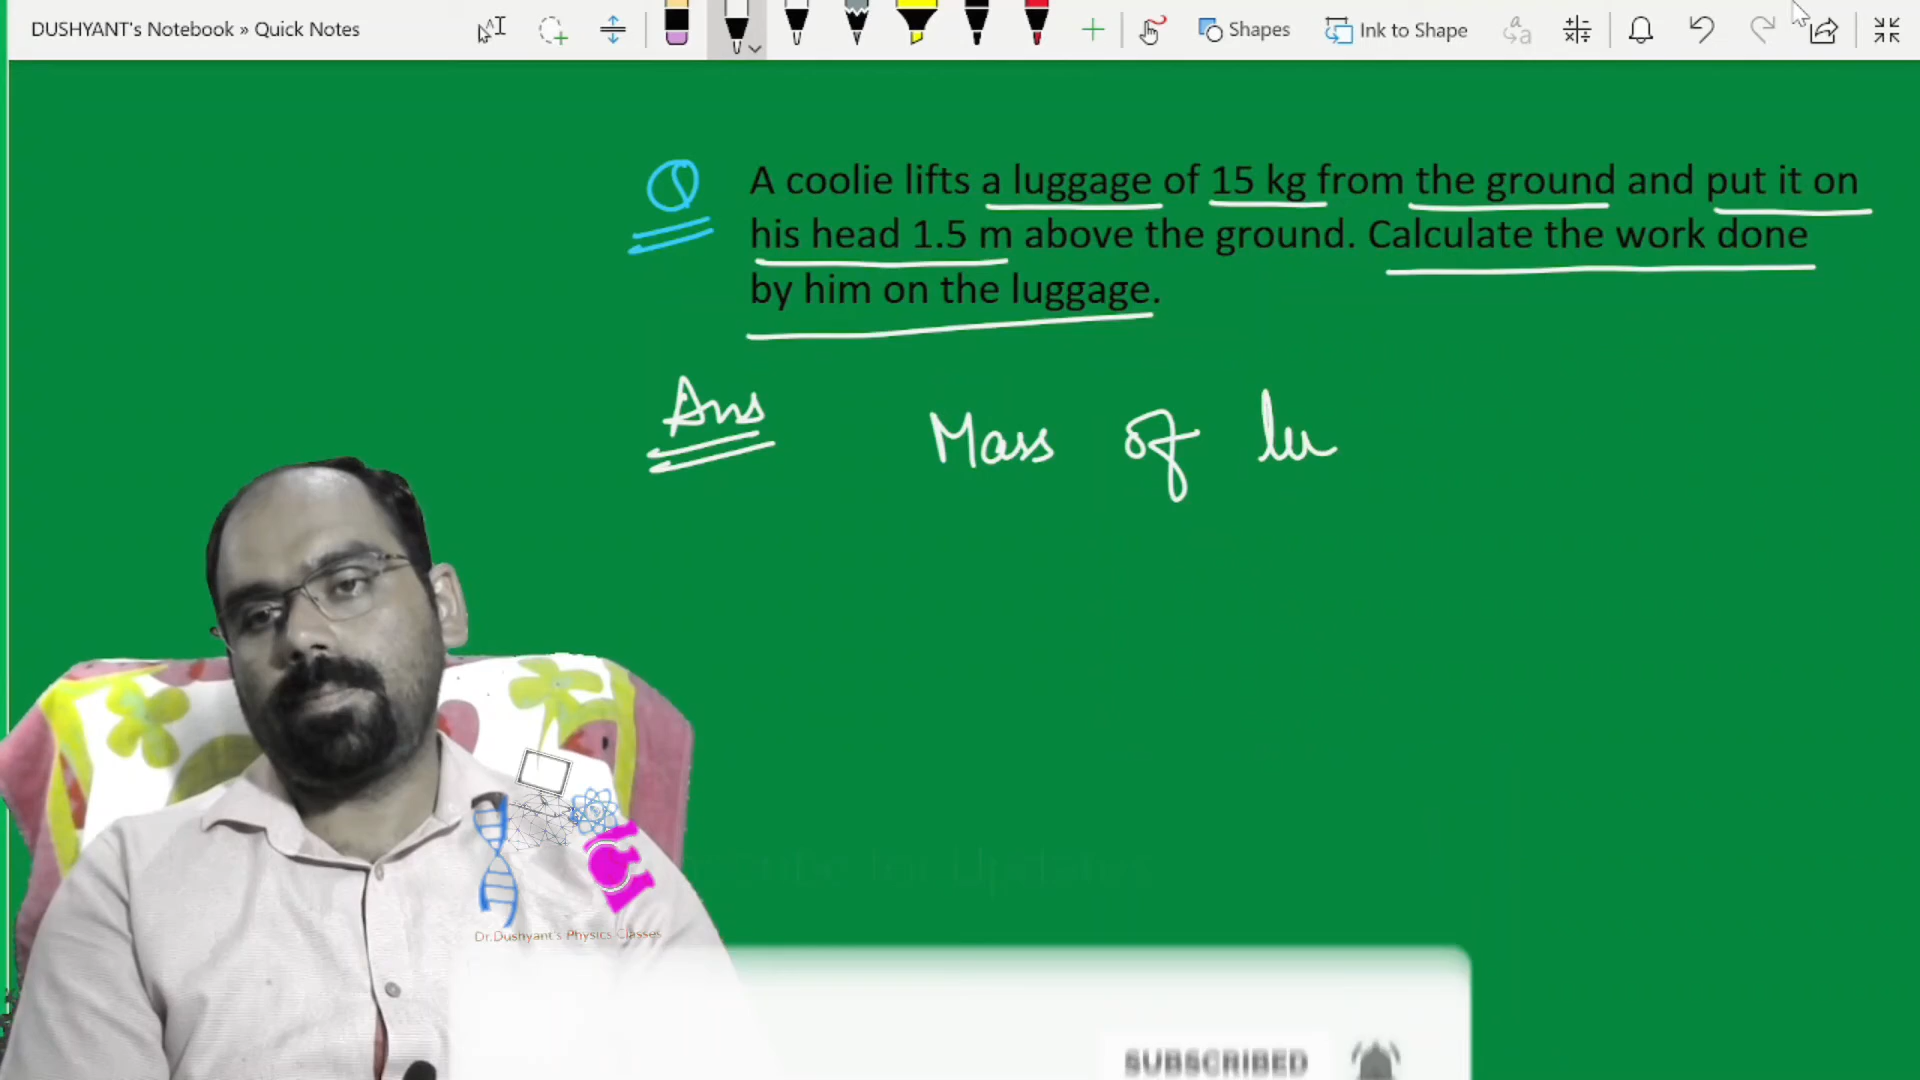 DUSHYANT's Notebook » Quick Notes
Shapes
Ink to Shape
Q
A coolie lifts a luggage of 15 kg from the ground and put it on
his head 1.5 m above the ground. Calculate the work done
by him on the luggage.
Ans Mass of lu
for Updates
Dr.Dushyant's Physics Classes
SUBSCRIBED